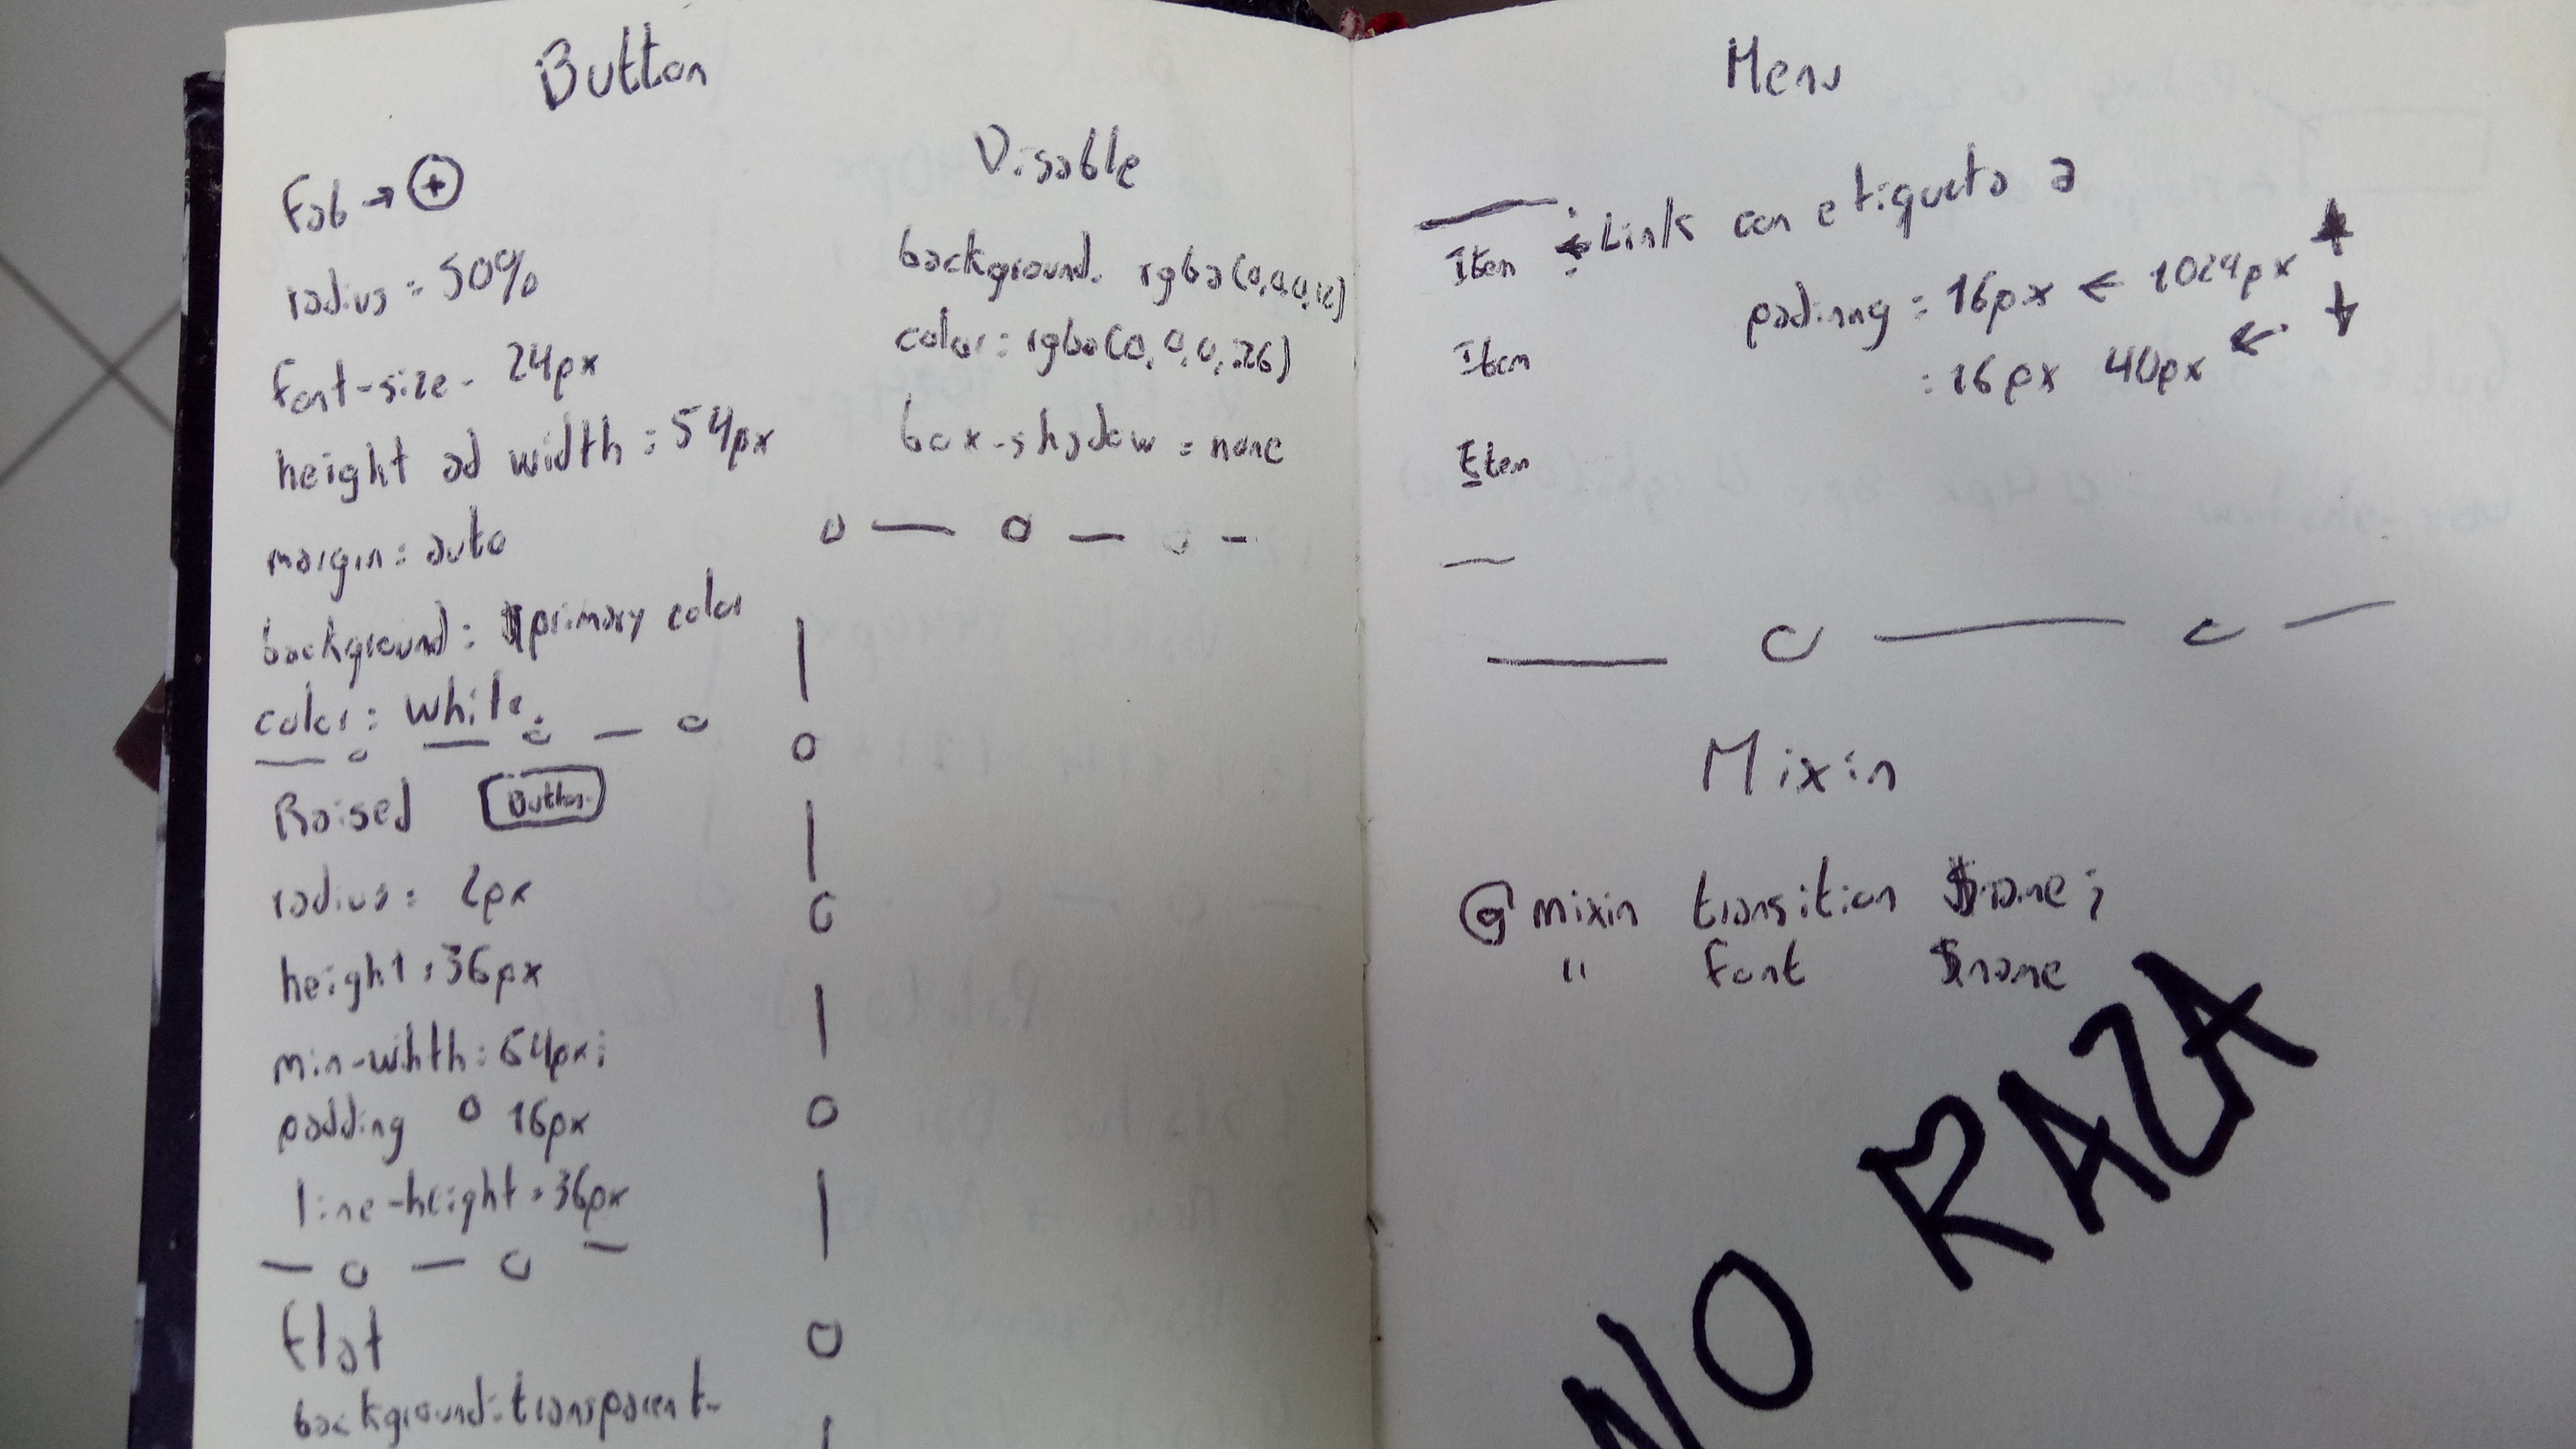 Button
Fab → ⊕
radius = 50%
font-size - 24px
height ad width : 54px
margin: auto
background: $primary color
color: white.
Raised Button
radius: 2px
height: 36px
min-wihth: 64px;
padding 0 16px
line-height: 36px
Flat
background:transparent-
Disable
background. rgba(0,0,0,12)
color: rgba(0,0,0,.26)
box-shadow = none
Menu
Link con etiqueta a
Item
padinng : 16px ← 1024px
Item
: 16px 40px ←
Item
Mixin
@mixin transition $name;
" Font $name
NO RAZA